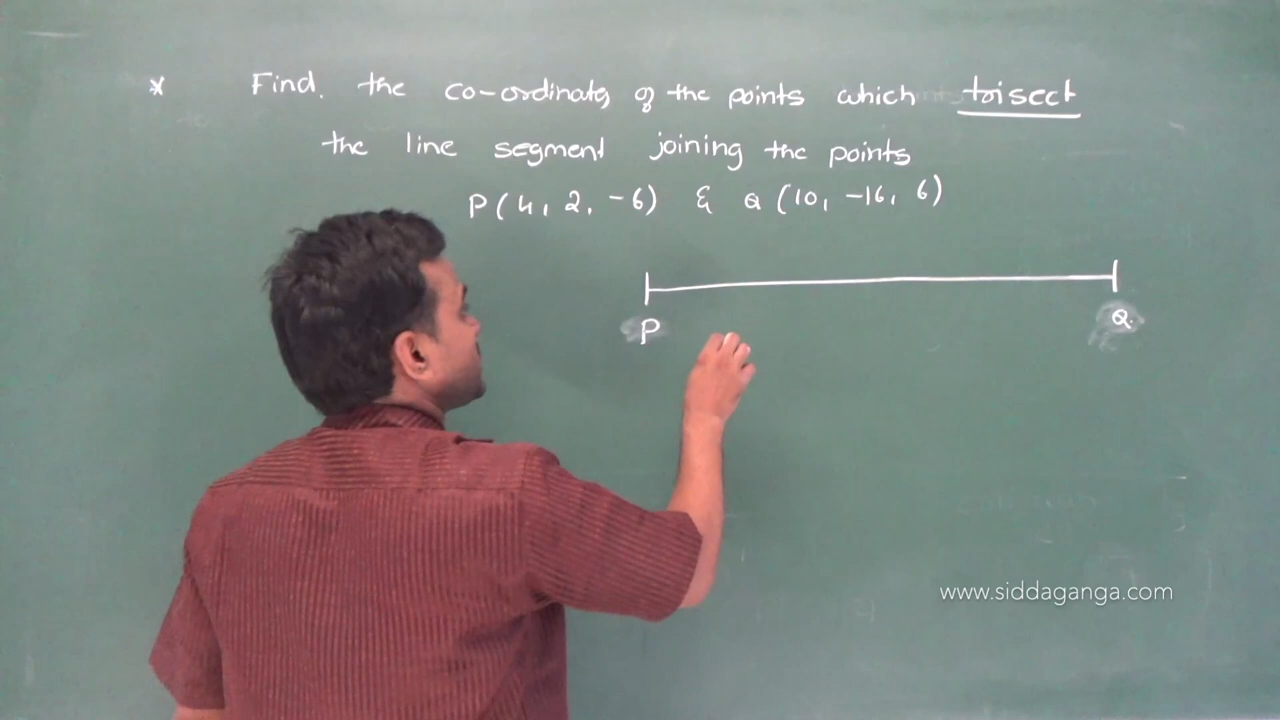 * Find. the co-ordinates of the points which trisect
the line segment joining the points
P(4, 2, -6) & Q(10, -16, 6)
P Q.
www.siddaganga.com